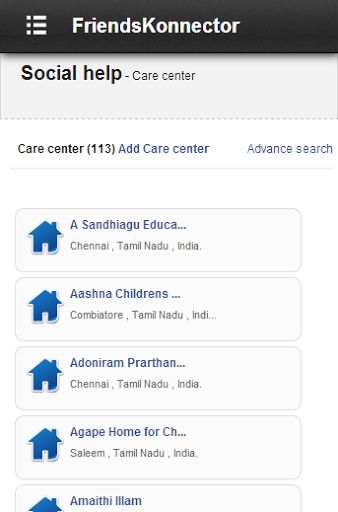 FriendsKonnector
Social help - Care center
Care center (113) Add Care center Advance search
A Sandhiagu Educa...
Chennai , Tamil Nadu , India.
Aashna Childrens ...
Combiatore , Tamil Nadu , Indi...
Adoniram Prarthan...
Chennai , Tamil Nadu , India.
Agape Home for Ch...
Saleem , Tamil Nadu , India.
Amaithi Illam